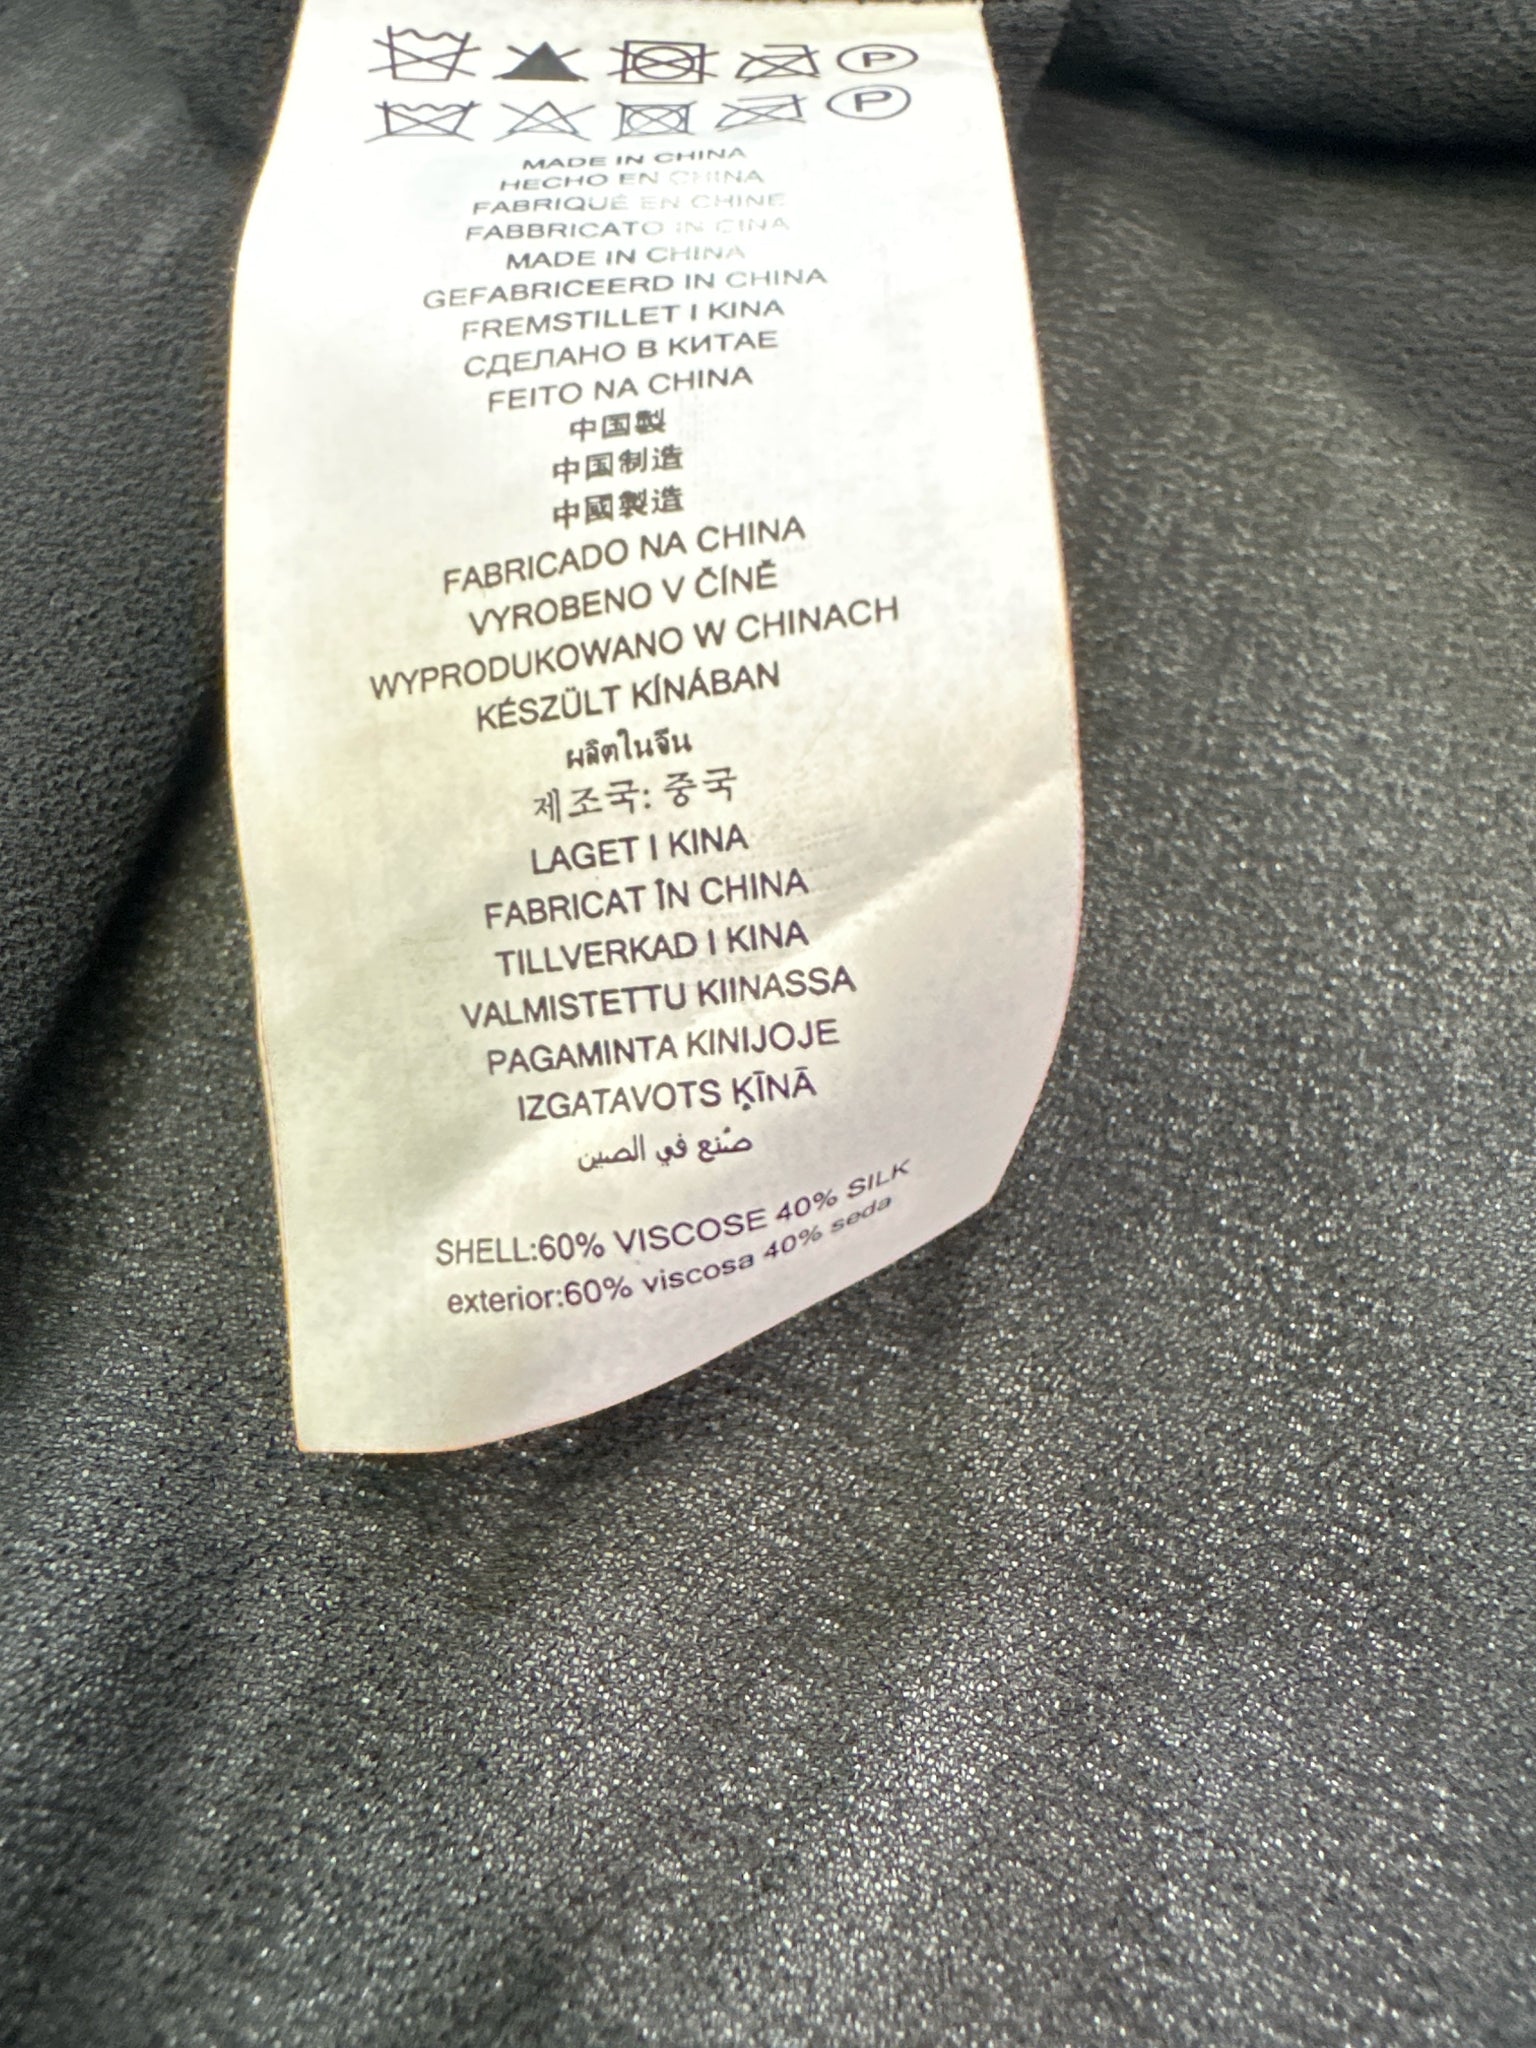 P
P
MADE IN CHINA
HECHO EN CHINA
FABRIQUÉ EN CHINE
FABBRICATO IN CINA
MADE IN CHINA
GEFABRICEERD IN CHINA
FREMSTILLET I KINA
СДЕЛАНО В КИТАЕ
FEITO NA CHINA
中国製
中国制造
中國製造
FABRICADO NA CHINA
VYROBENO V ČÍNĚ
WYPRODUKOWANO W CHINACH
KÉSZÜLT KÍNÁBAN
ผลิตในจีน
제조국: 중국
LAGET I KINA
FABRICAT ÎN CHINA
TILLVERKAD I KINA
VALMISTETTU KIINASSA
PAGAMINTA KINIJOJE
IZGATAVOTS ĶĪNĀ
صُنع في الصين
SHELL:60% VISCOSE 40% SILK
exterior:60% viscosa 40% seda